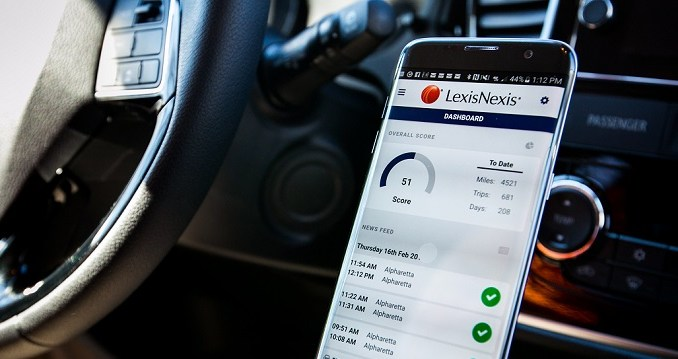 44% 1:12 PM
LexisNexis®
DASHBOARD
OVERALL SCORE
51
Score
To Date
Miles: 4521
Trips: 681
Days: 208
NEWS FEED
Thursday 16th Feb 20
11:54 AM Alpharetta
12:12 PM Alpharetta
11:22 AM Alpharetta
11:31 AM Alpharetta
09:51 AM Alpharetta
10:08 AM Alpharetta
PASSENGER
TEMP